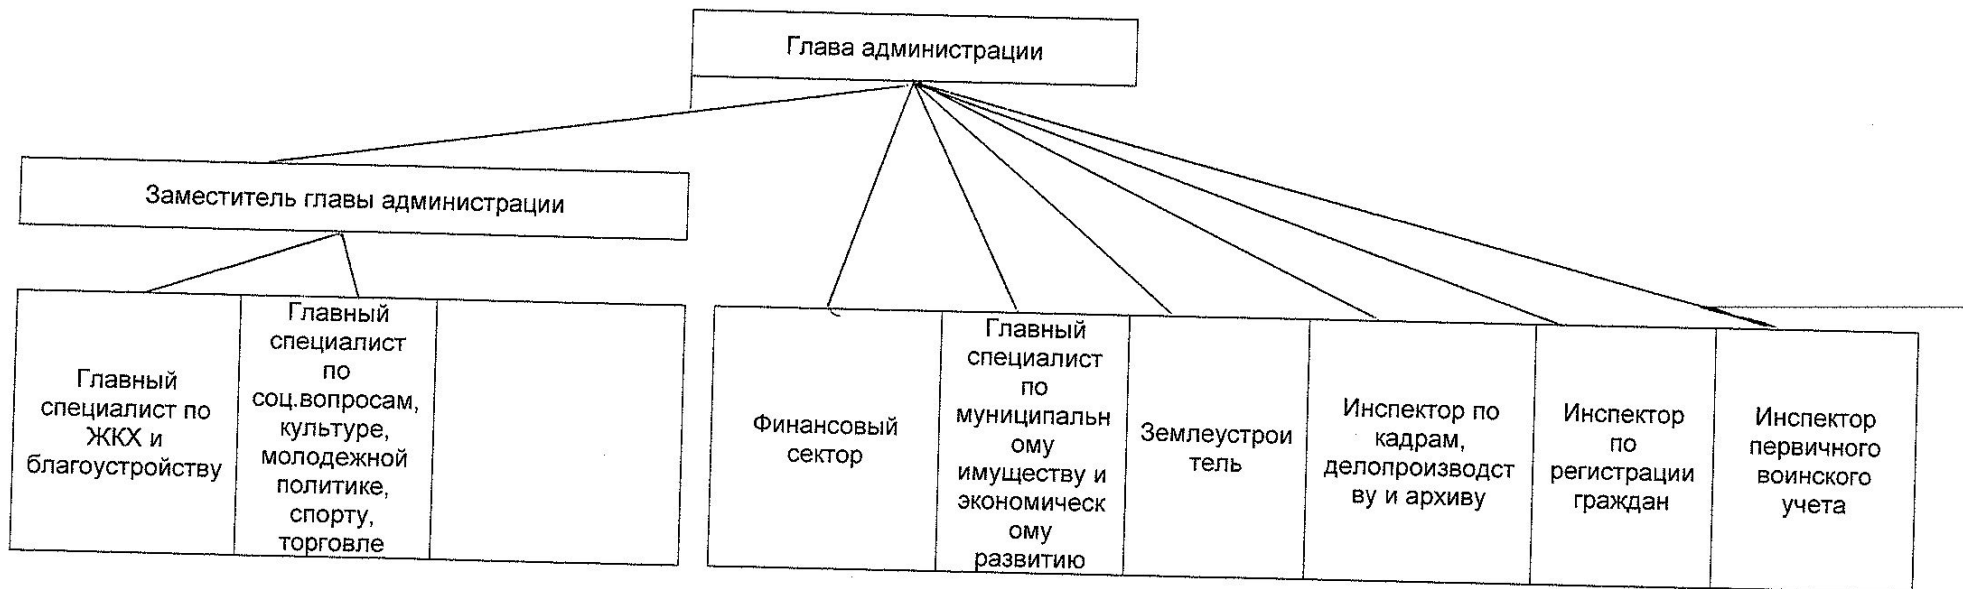 Глава администрации
Заместитель главы администрации
Главный
специалист по
ЖКХ и
благоустройству
Главный
специалист
по
соц.вопросам,
культуре,
молодежной
политике,
спорту,
торговле
Финансовый
сектор
Главный
специалист
по
муниципальн
ому
имуществу и
экономическ
ому
развитию
Землеустрои
тель
Инспектор по
кадрам,
делопроизводст
ву и архиву
Инспектор
по
регистрации
граждан
Инспектор
первичного
воинского
учета